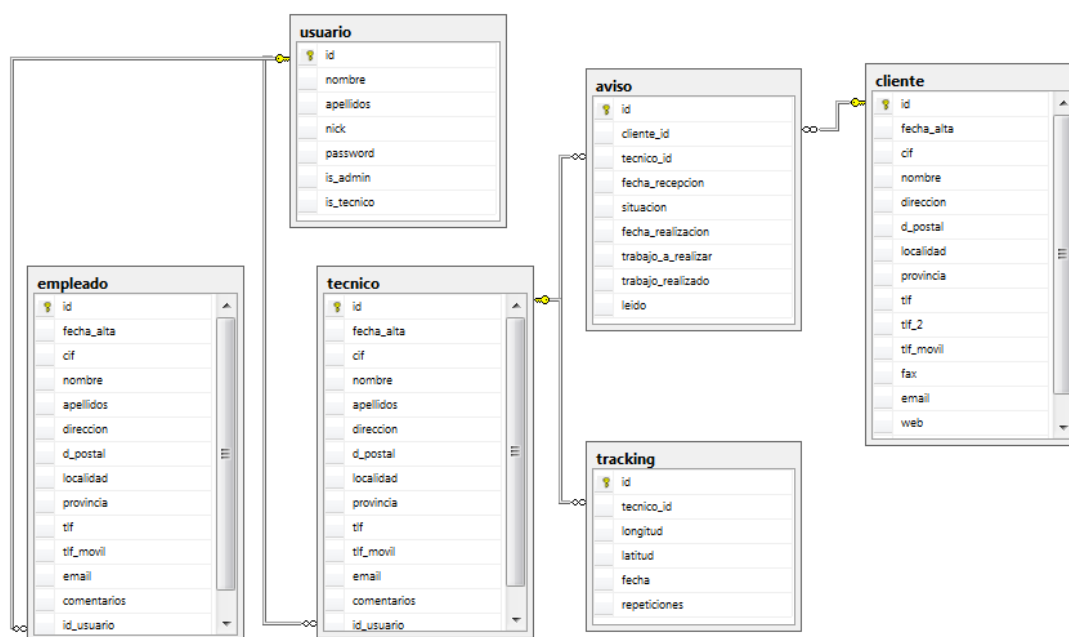 usuario
id
nombre
apellidos
nick
password
is_admin
is_tecnico
empleado
id
fecha_alta
cif
nombre
apellidos
direccion
d_postal
localidad
provincia
tlf
tlf_movil
email
comentarios
id_usuario
tecnico
id
fecha_alta
cif
nombre
apellidos
direccion
d_postal
localidad
provincia
tlf
tlf_movil
email
comentarios
id_usuario
aviso
id
cliente_id
tecnico_id
fecha_recepcion
situacion
fecha_realizacion
trabajo_a_realizar
trabajo_realizado
leido
tracking
id
tecnico_id
longitud
latitud
fecha
repeticiones
cliente
id
fecha_alta
cif
nombre
direccion
d_postal
localidad
provincia
tlf
tlf_2
tlf_movil
fax
email
web